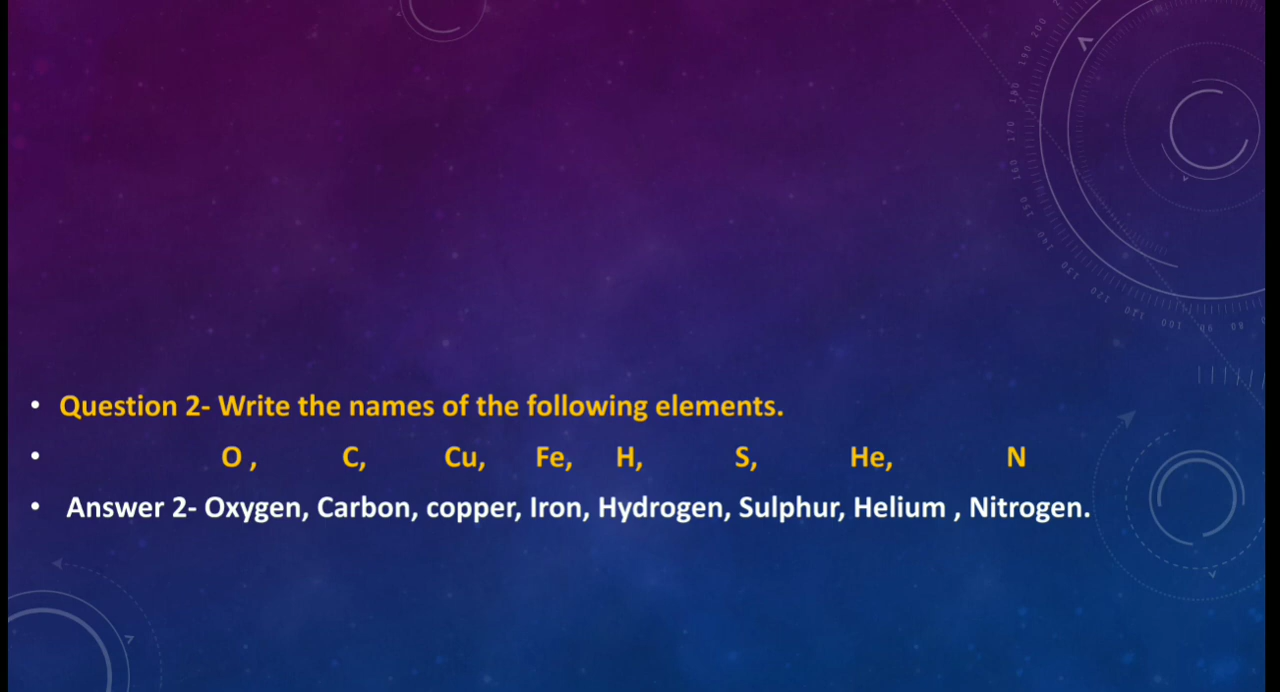 • Question 2- Write the names of the following elements.
• O , C, Cu, Fe, H, S, He, N
• Answer 2- Oxygen, Carbon, copper, Iron, Hydrogen, Sulphur, Helium , Nitrogen.